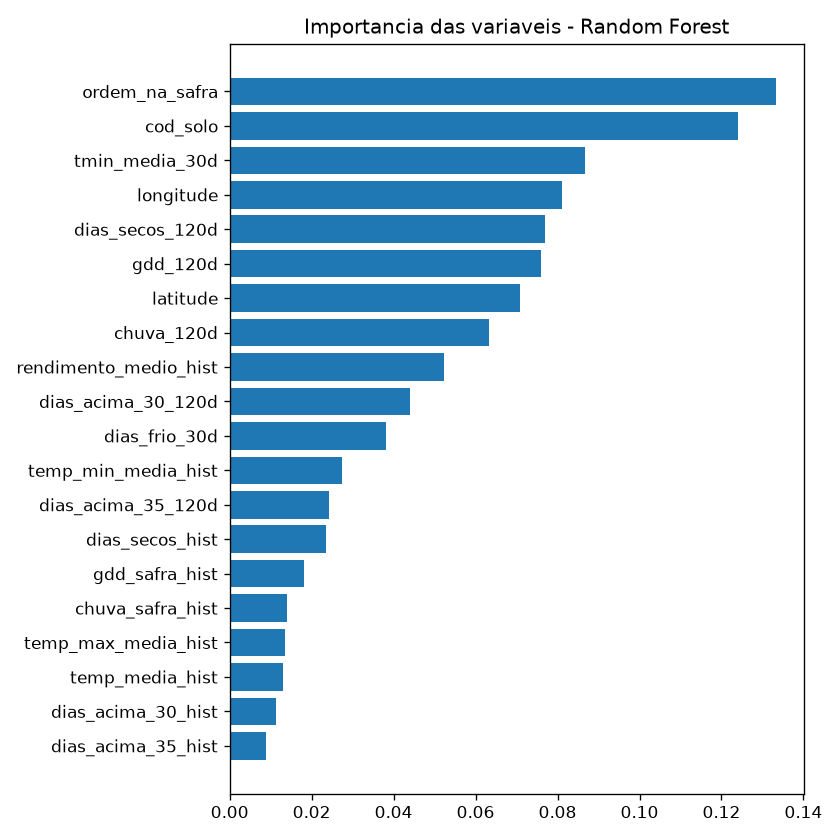 Importancia das variaveis - Random Forest
ordem_na_safra
cod_solo
tmin_media_30d
longitude
dias_secos_120d
gdd_120d
latitude
chuva_120d
rendimento_medio_hist
dias_acima_30_120d
dias_frio_30d
temp_min_media_hist
dias_acima_35_120d
dias_secos_hist
gdd_safra_hist
chuva_safra_hist
temp_max_media_hist
temp_media_hist
dias_acima_30_hist
dias_acima_35_hist
0.00 0.02 0.04 0.06 0.08 0.10 0.12 0.14